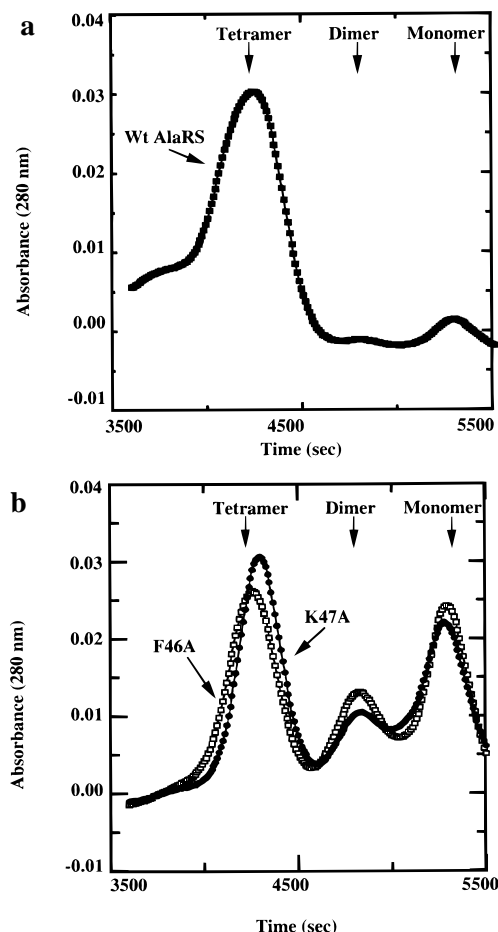 a
0.04
Tetramer Dimer Monomer
0.03
Wt AlaRS
0.02
Absorbance (280 nm)
0.01
0.00
-0.01
3500 4500 5500
Time (sec)
b
0.04
Tetramer Dimer Monomer
0.03
K47A
F46A
0.02
Absorbance (280 nm)
0.01
0.00
-0.01
3500 4500 5500
Time (sec)